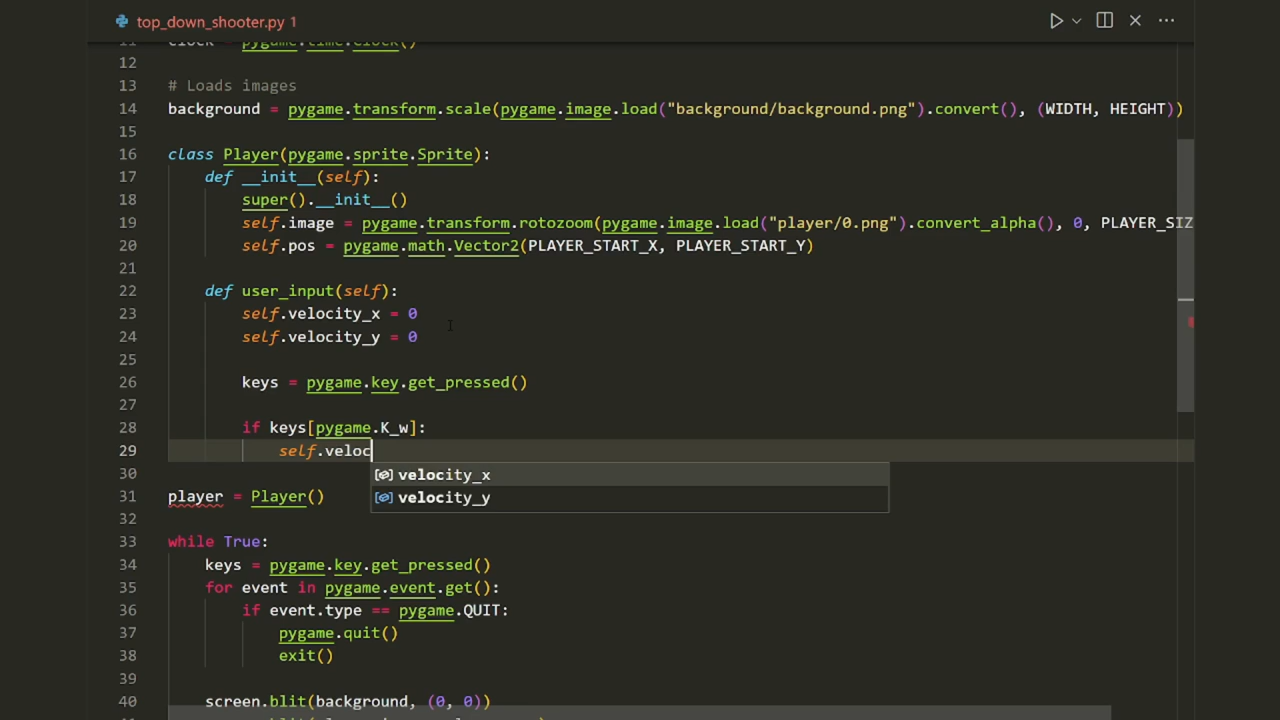 top_down_shooter.py 1
11 clock = pygame.time.Clock()
12
13 # Loads images
14 background = pygame.transform.scale(pygame.image.load("background/background.png").convert(), (WIDTH, HEIGHT))
15
16 class Player(pygame.sprite.Sprite):
17 def __init__(self):
18 super().__init__()
19 self.image = pygame.transform.rotozoom(pygame.image.load("player/0.png").convert_alpha(), 0, PLAYER_SIZ
20 self.pos = pygame.math.Vector2(PLAYER_START_X, PLAYER_START_Y)
21
22 def user_input(self):
23 self.velocity_x = 0
24 self.velocity_y = 0
25
26 keys = pygame.key.get_pressed()
27
28 if keys[pygame.K_w]:
29 self.veloc
velocity_x
30
velocity_y
31 player = Player()
32
33 while True:
34 keys = pygame.key.get_pressed()
35 for event in pygame.event.get():
36 if event.type == pygame.QUIT:
37 pygame.quit()
38 exit()
39
40 screen.blit(background, (0, 0))